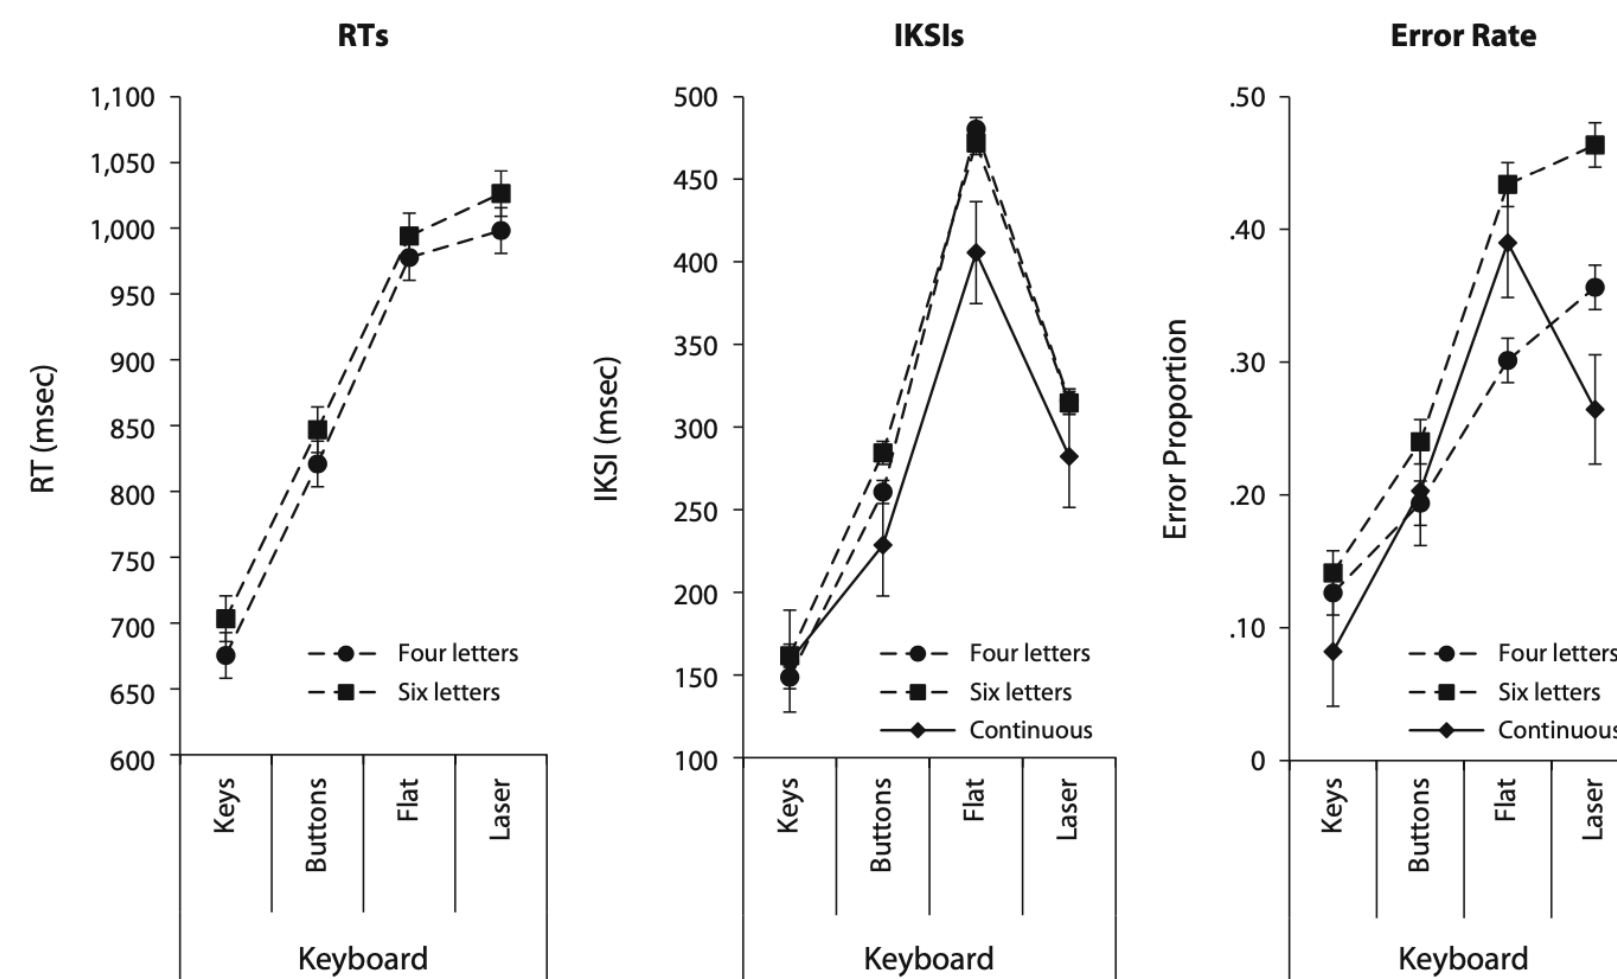 RTs
1,100
1,050
1,000
950
900
850
800
750
700
650
600
RT (msec)
Four letters
Six letters
Keys
Buttons
Flat
Laser
Keyboard
IKSIs
500
450
400
350
300
250
200
150
100
IKSI (msec)
Four letters
Six letters
Continuous
Keys
Buttons
Flat
Laser
Keyboard
Error Rate
.50
.40
.30
.20
.10
0
Error Proportion
Four letters
Six letters
Continuous
Keys
Buttons
Flat
Laser
Keyboard